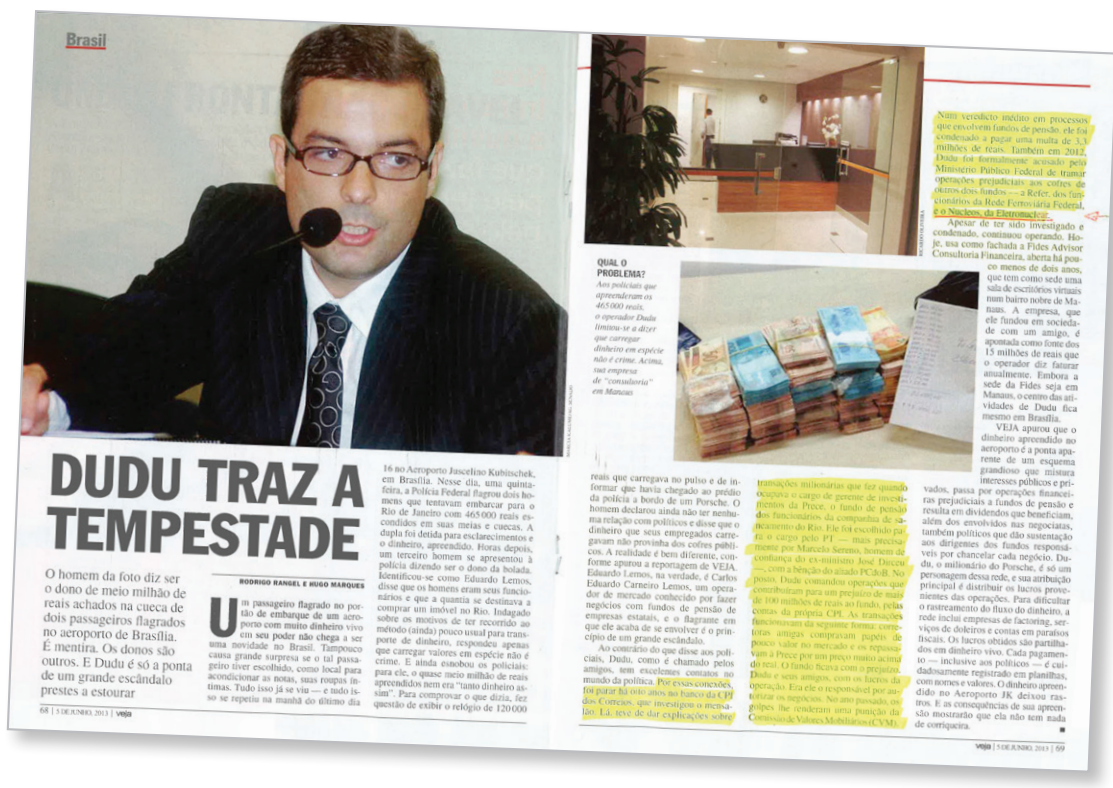 Brasil
DUDU TRAZ A
TEMPESTADE
O homem da foto diz ser
o dono de meio milhão de
reais achados na cueca de
dois passageiros flagrados
no aeroporto de Brasília.
É mentira. Os donos são
outros. E Dudu é só a ponta
de um grande escândalo
prestes a estourar
RODRIGO RANGEL E HUGO MARQUES
Um passageiro flagrado no por-
tão de embarque de um aero-
porto com muito dinheiro vivo
em seu poder não chega a ser
uma novidade no Brasil. Tampouco
causa grande surpresa se o tal passa-
geiro tiver escolhido, como local para
acondicionar as notas, suas roupas ín-
timas. Tudo isso já se viu — e tudo is-
so se repetiu na manhã do último dia
16 no Aeroporto Juscelino Kubitschek,
em Brasília. Nesse dia, uma quinta-
feira, a Polícia Federal flagrou dois ho-
mens que tentavam embarcar para o
Rio de Janeiro com 465 000 reais es-
condidos em suas meias e cuecas. A
dupla foi detida para esclarecimentos e
o dinheiro, apreendido. Horas depois,
um terceiro homem se apresentou à
polícia dizendo ser o dono da bolada.
Identificou-se como Eduardo Lemos,
disse que os homens eram seus funcio-
nários e que a quantia se destinava a
comprar um imóvel no Rio. Indagado
sobre os motivos de ter recorrido ao
método (ainda) pouco usual para trans-
porte de dinheiro, respondeu apenas
que carregar valores em espécie não é
crime. E ainda esnobou os policiais:
para ele, o quase meio milhão de reais
apreendidos nem era “tanto dinheiro as-
sim”. Para comprovar o que dizia, fez
questão de exibir o relógio de 120 000
68 | 5 DE JUNHO, 2013 | veja
QUAL O
PROBLEMA?
Aos policiais que
apreenderam os
465 000 reais,
o operador Dudu
limitou-se a dizer
que carregar
dinheiro em espécie
não é crime. Acima,
sua empresa
de “consultoria”
em Manaus
RICARDO OLIVEIRA
reais que carregava no pulso e de in-
formar que havia chegado ao prédio
da polícia a bordo de um Porsche. O
homem declarou ainda não ter nenhu-
ma relação com políticos e disse que o
dinheiro que seus empregados carre-
gavam não provinha dos cofres públi-
cos. A realidade é bem diferente, con-
forme apurou a reportagem de VEJA.
Eduardo Lemos, na verdade, é Carlos
Eduardo Carneiro Lemos, um opera-
dor de mercado conhecido por fazer
negócios com fundos de pensão de
empresas estatais, e o flagrante em
que ele acaba de se envolver é o prin-
cípio de um grande escândalo.
Ao contrário do que disse aos poli-
ciais, Dudu, como é chamado pelos
amigos, tem excelentes contatos no
mundo da política. Por essas conexões,
foi parar há oito anos no banco da CPI
dos Correios, que investigou o mensa-
lão. Lá, teve de dar explicações sobre
transações milionárias que fez quando
ocupava o cargo de gerente de investi-
mentos da Prece, o fundo de pensão
dos funcionários da companhia de sa-
neamento do Rio. Ele foi escolhido pa-
ra o cargo pelo PT — mais precisa-
mente por Marcelo Sereno, homem de
confiança do ex-ministro José Dirceu
—, com a bênção do aliado PCdoB. No
posto, Dudu comandou operações que
contribuíram para um prejuízo de mais
de 100 milhões de reais ao fundo, pelas
contas da própria CPI. As transações
funcionavam da seguinte forma: corre-
toras amigas compravam papéis de
pouco valor no mercado e os repassa-
vam à Prece por um preço muito acima
do real. O fundo ficava com o prejuízo.
Dudu e seus amigos, com os lucros da
operação. Era ele o responsável por au-
torizar os negócios. No ano passado, os
golpes lhe renderam uma punição da
Comissão de Valores Mobiliários (CVM).
Num veredicto inédito em processos
que envolvem fundos de pensão, ele foi
condenado a pagar uma multa de 3,3
milhões de reais. Também em 2012,
Dudu foi formalmente acusado pelo
Ministério Público Federal de tramar
operações prejudiciais aos cofres de
outros dois fundos — a Refer, dos fun-
cionários da Rede Ferroviária Federal,
e o Nucleos, da Eletronuclear.
Apesar de ter sido investigado e
condenado, continuou operando. Ho-
je, usa como fachada a Fides Advisor
Consultoria Financeira, aberta há pou-
co menos de dois anos,
que tem como sede uma
sala de escritórios virtuais
num bairro nobre de Ma-
naus. A empresa, que
ele fundou em socieda-
de com um amigo, é
apontada como fonte dos
15 milhões de reais que
o operador diz faturar
anualmente. Embora a
sede da Fides seja em
Manaus, o centro das ati-
vidades de Dudu fica
mesmo em Brasília.
VEJA apurou que o
dinheiro apreendido no
aeroporto é a ponta apa-
rente de um esquema
grandioso que mistura
interesses públicos e pri-
vados, passa por operações financei-
ras prejudiciais a fundos de pensão e
resulta em dividendos que beneficiam,
além dos envolvidos nas negociatas,
também políticos que dão sustentação
aos dirigentes dos fundos responsá-
veis por chancelar cada negócio. Du-
du, o milionário do Porsche, é só um
personagem dessa rede, e sua atribuição
principal é distribuir os lucros prove-
nientes das operações. Para dificultar
o rastreamento do fluxo do dinheiro, a
rede inclui empresas de factoring, ser-
viços de doleiros e contas em paraísos
fiscais. Os lucros obtidos são partilha-
dos em dinheiro vivo. Cada pagamen-
to — inclusive aos políticos — é cui-
dadosamente registrado em planilhas,
com nomes e valores. O dinheiro apreen-
dido no Aeroporto JK deixou ras-
tros. E as consequências de sua apreen-
são mostrarão que ela não tem nada
de corriqueira.
veja | 5 DE JUNHO, 2013 | 69